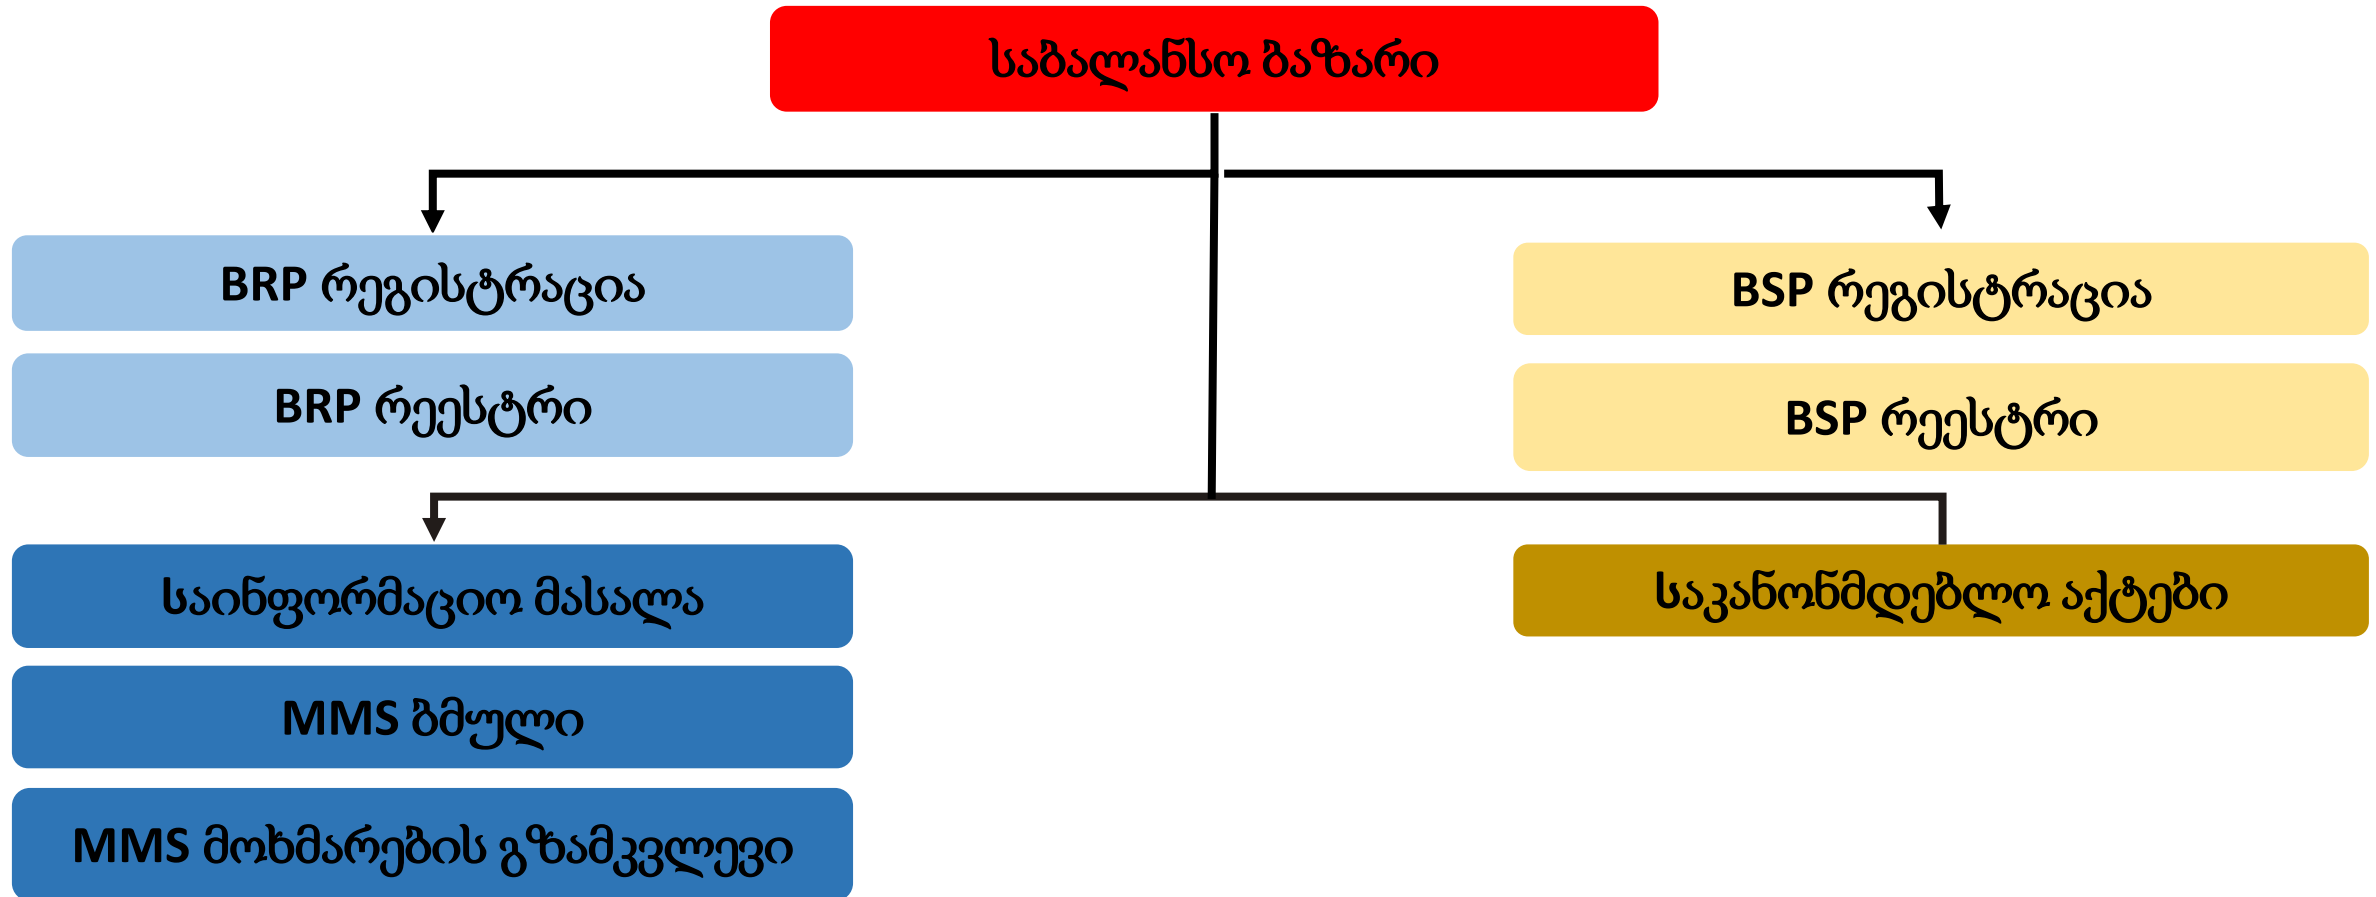 საბალანსო ბაზარი
BRP რეგისტრაცია
BSP რეგისტრაცია
BRP რეესტრი
BSP რეესტრი
საინფორმაციო მასალა
საკანონმდებლო აქტები
MMS ბმული
MMS მოხმარების გზამკვლევი